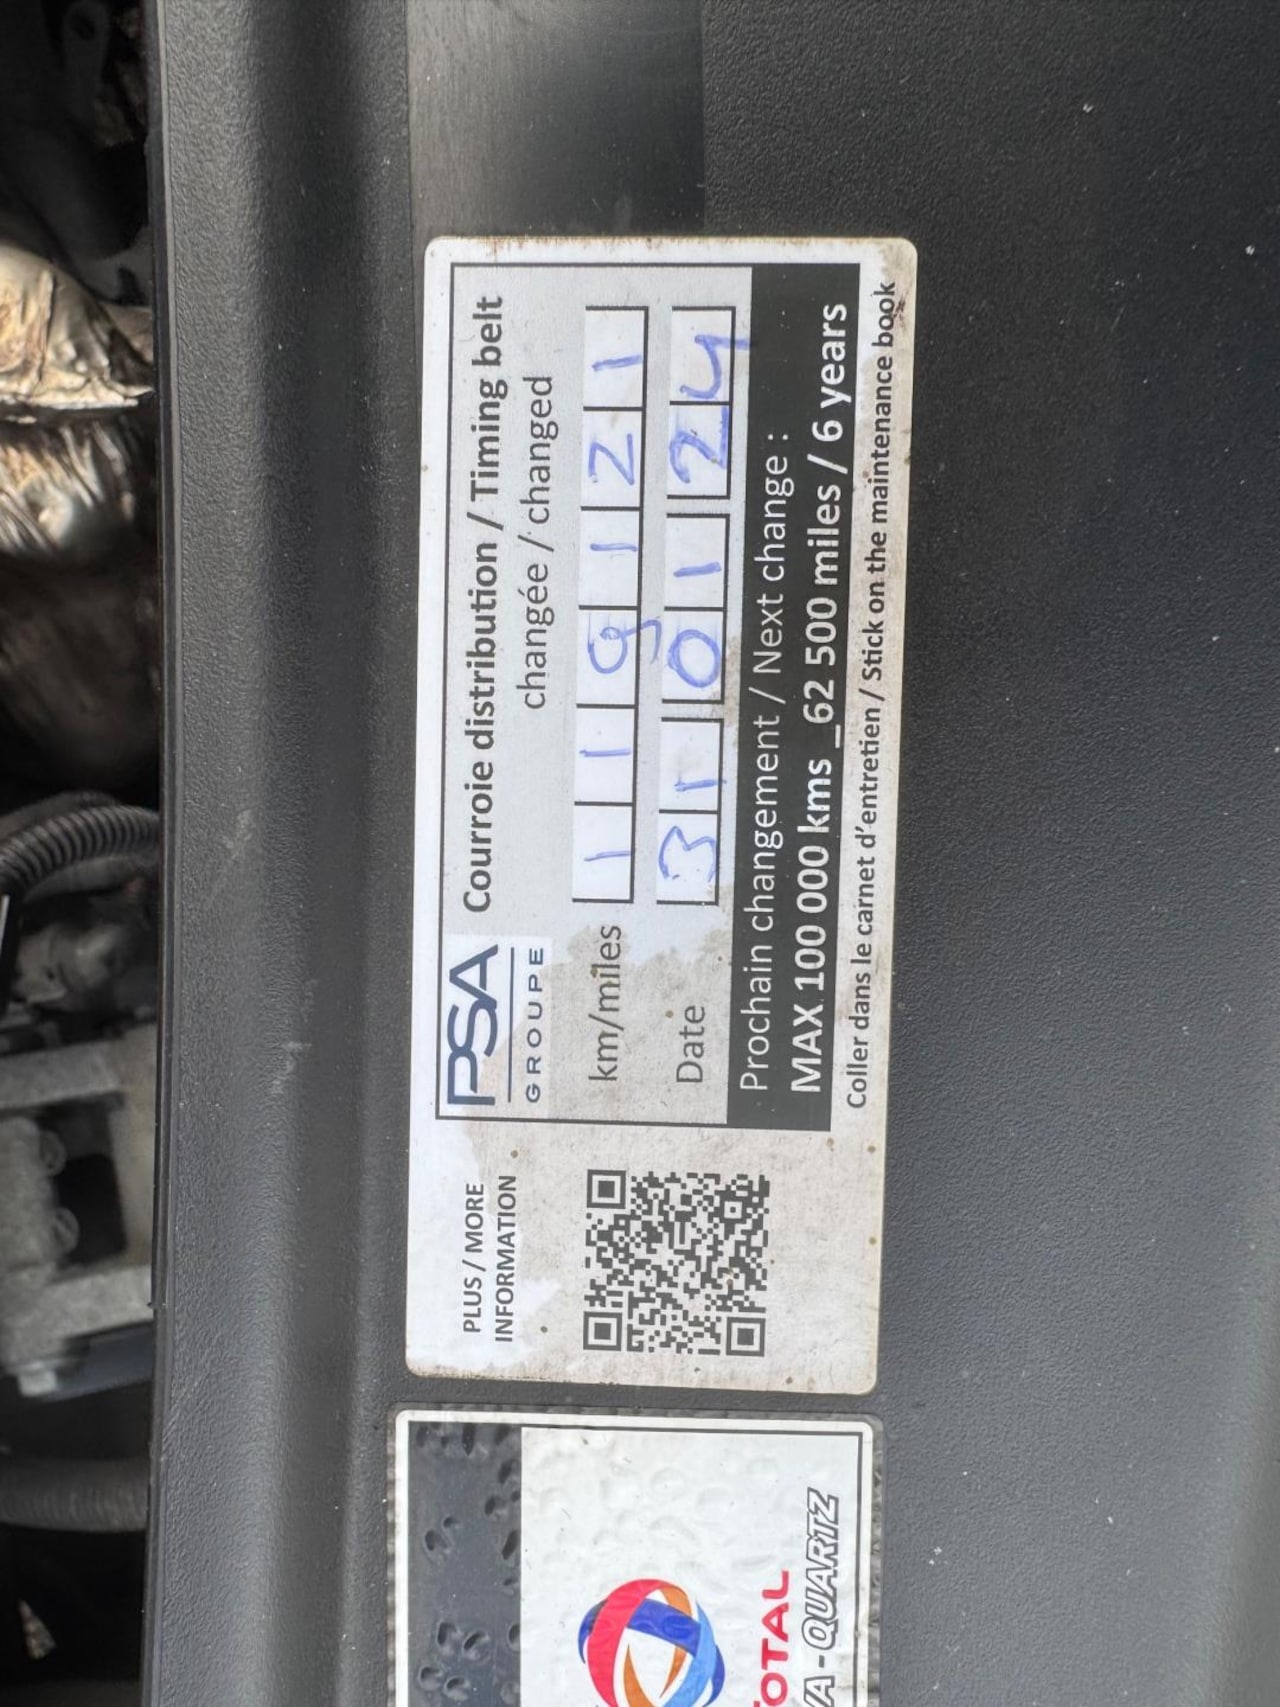 PLUS / MORE
INFORMATION
PSA
GROUPE
Courroie distribution / Timing belt
changée / changed
km/miles 119121
Date 31 01 24
Prochain changement / Next change :
MAX 100 000 kms _62 500 miles / 6 years
Coller dans le carnet d'entretien / Stick on the maintenance book
TOTAL
QUARTZ